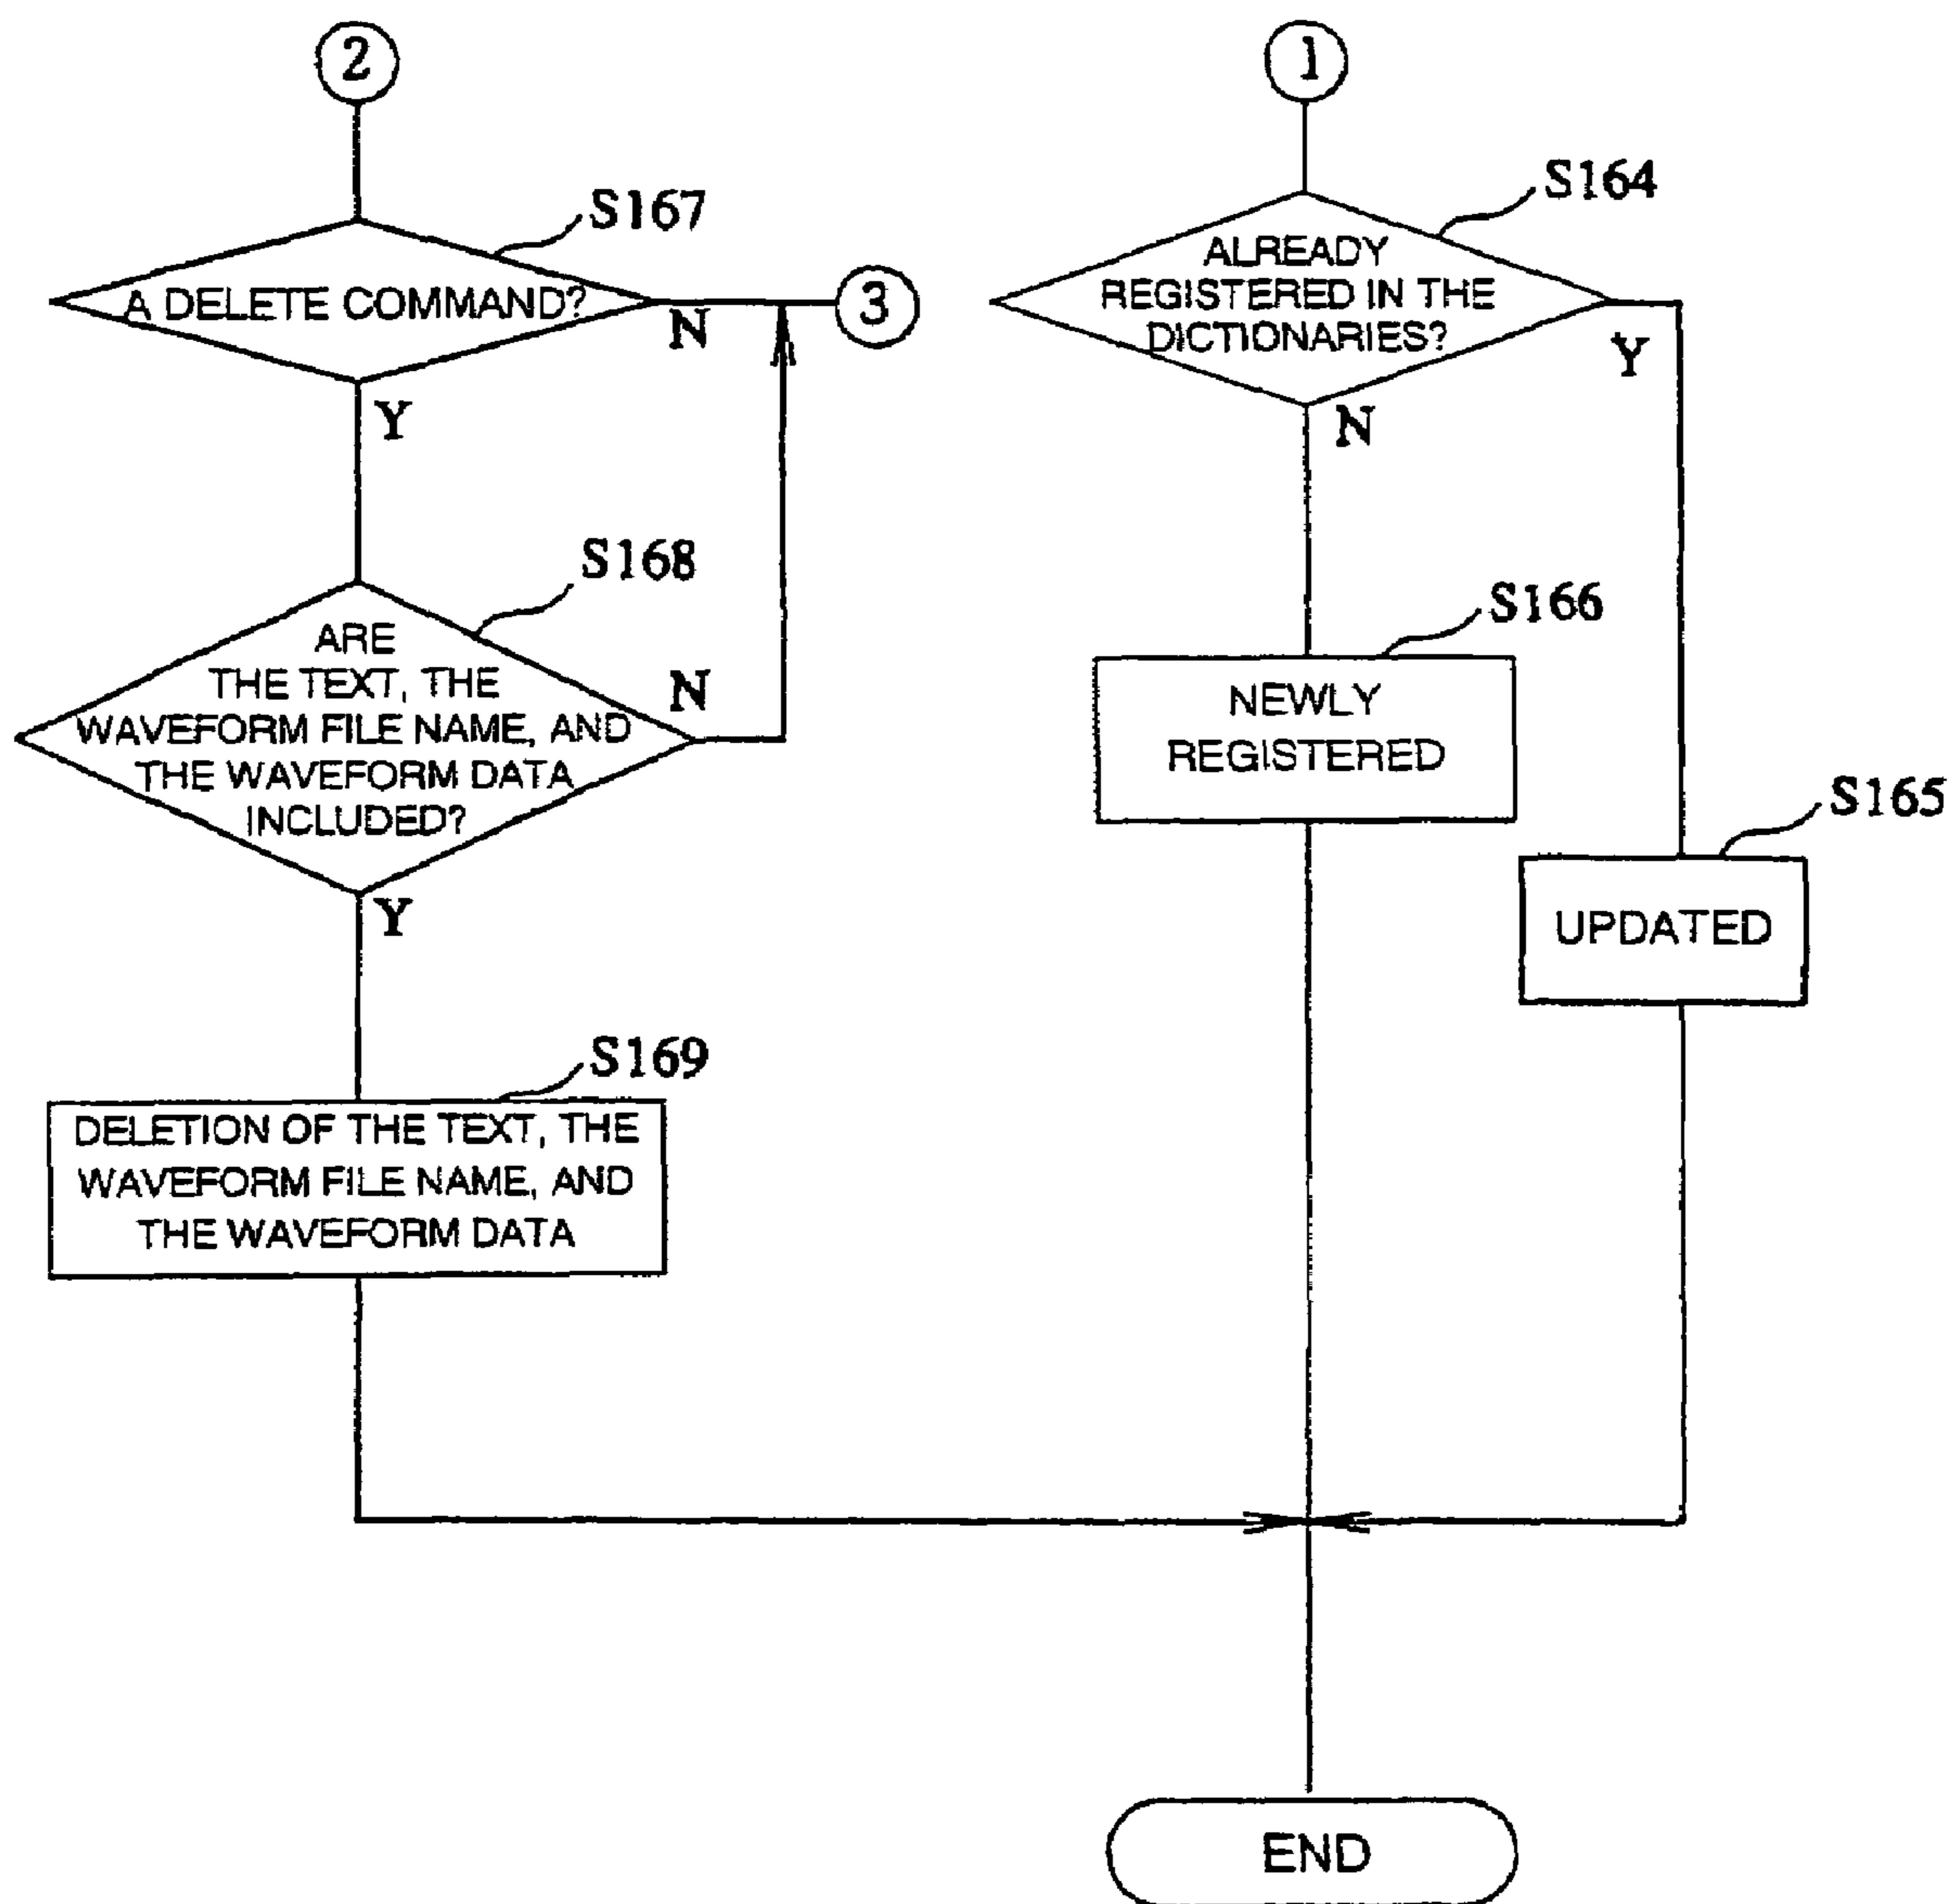 2
S167
A DELETE COMMAND?
N
3
Y
S168
ARE
THE TEXT, THE
WAVEFORM FILE NAME, AND
THE WAVEFORM DATA
INCLUDED?
N
Y
S169
DELETION OF THE TEXT, THE
WAVEFORM FILE NAME, AND
THE WAVEFORM DATA
1
S164
ALREADY
REGISTERED IN THE
DICTIONARIES?
Y
N
S166
NEWLY
REGISTERED
S165
UPDATED
END